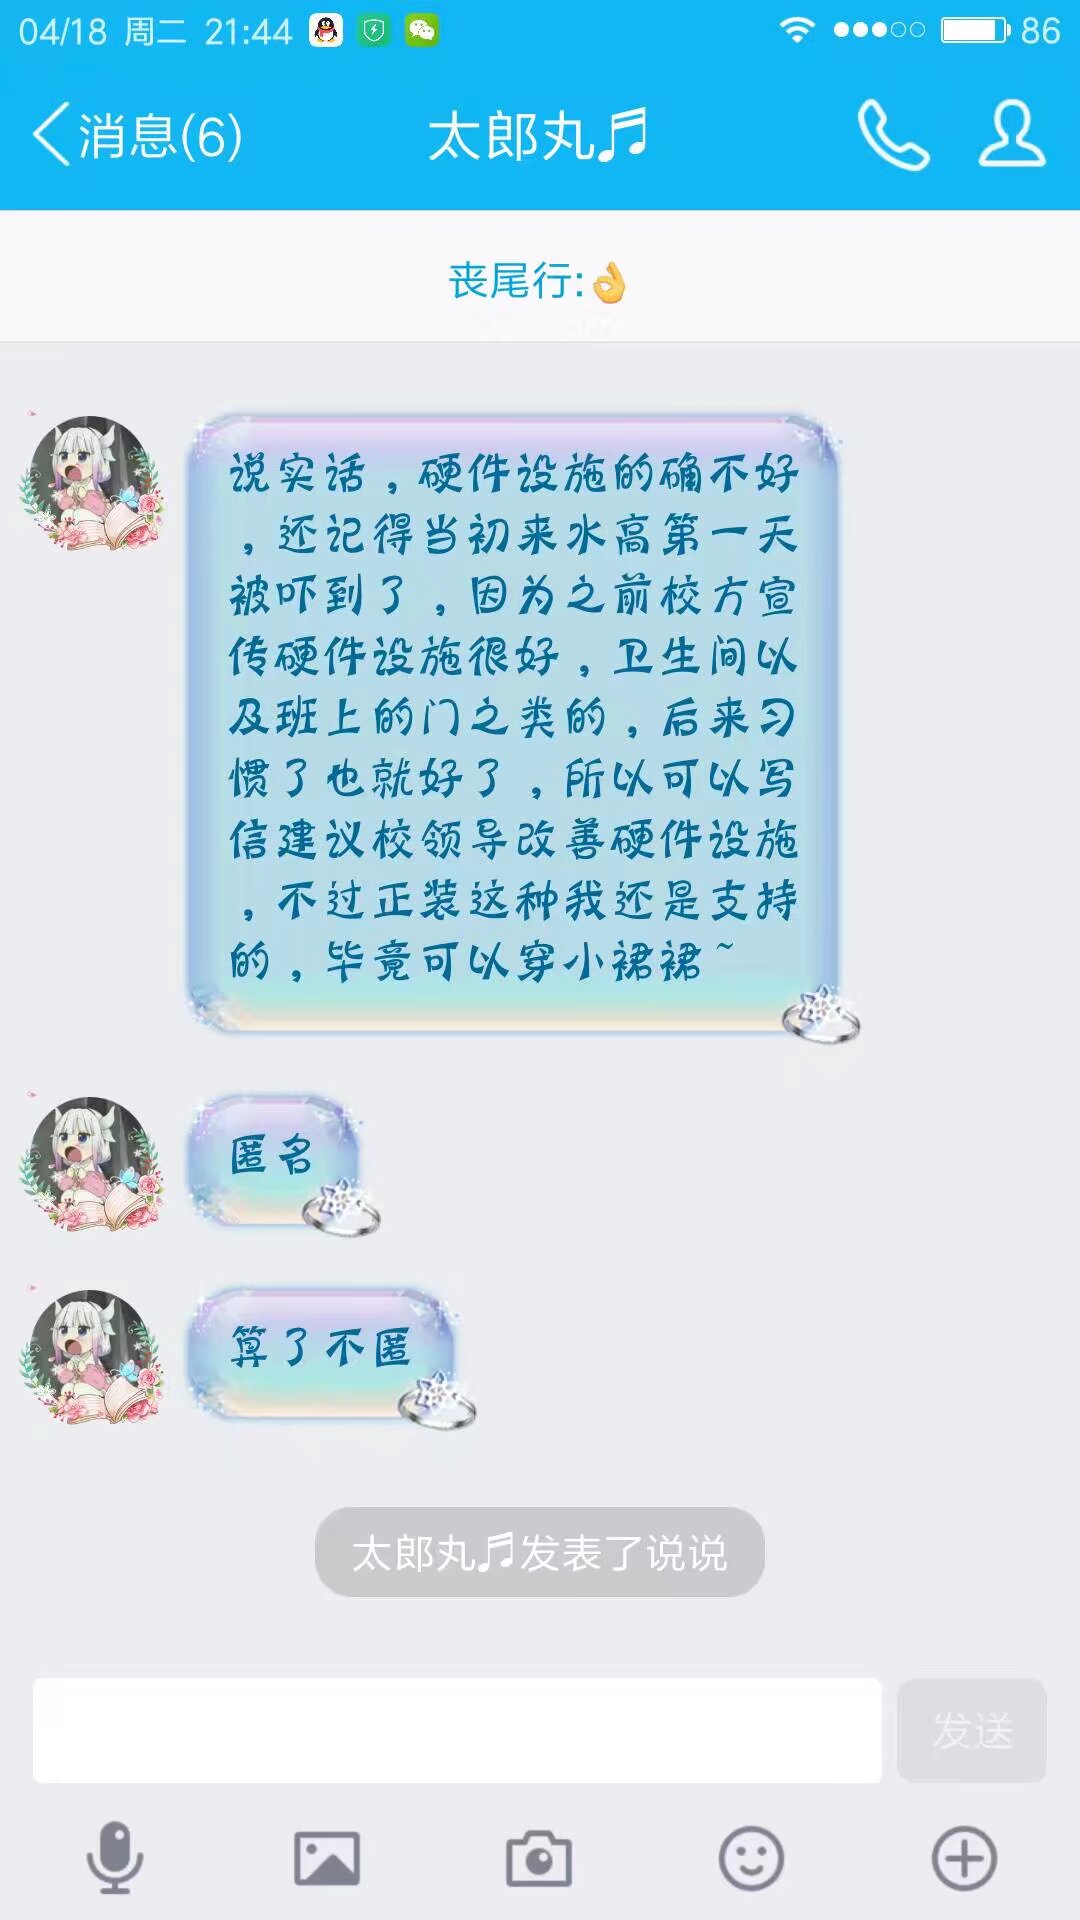 04/18 周二 21:44 86
消息(6) 太郎丸♬
丧尾行:👌
说实话，硬件设施的确不好
，还记得当初来水高第一天
被吓到了，因为之前校方宣
传硬件设施很好，卫生间以
及班上的门之类的，后来习
惯了也就好了，所以可以写
信建议校领导改善硬件设施
，不过正装这种我还是支持
的，毕竟可以穿小裙裙~
匿名
算了不匿
太郎丸♬发表了说说
发送